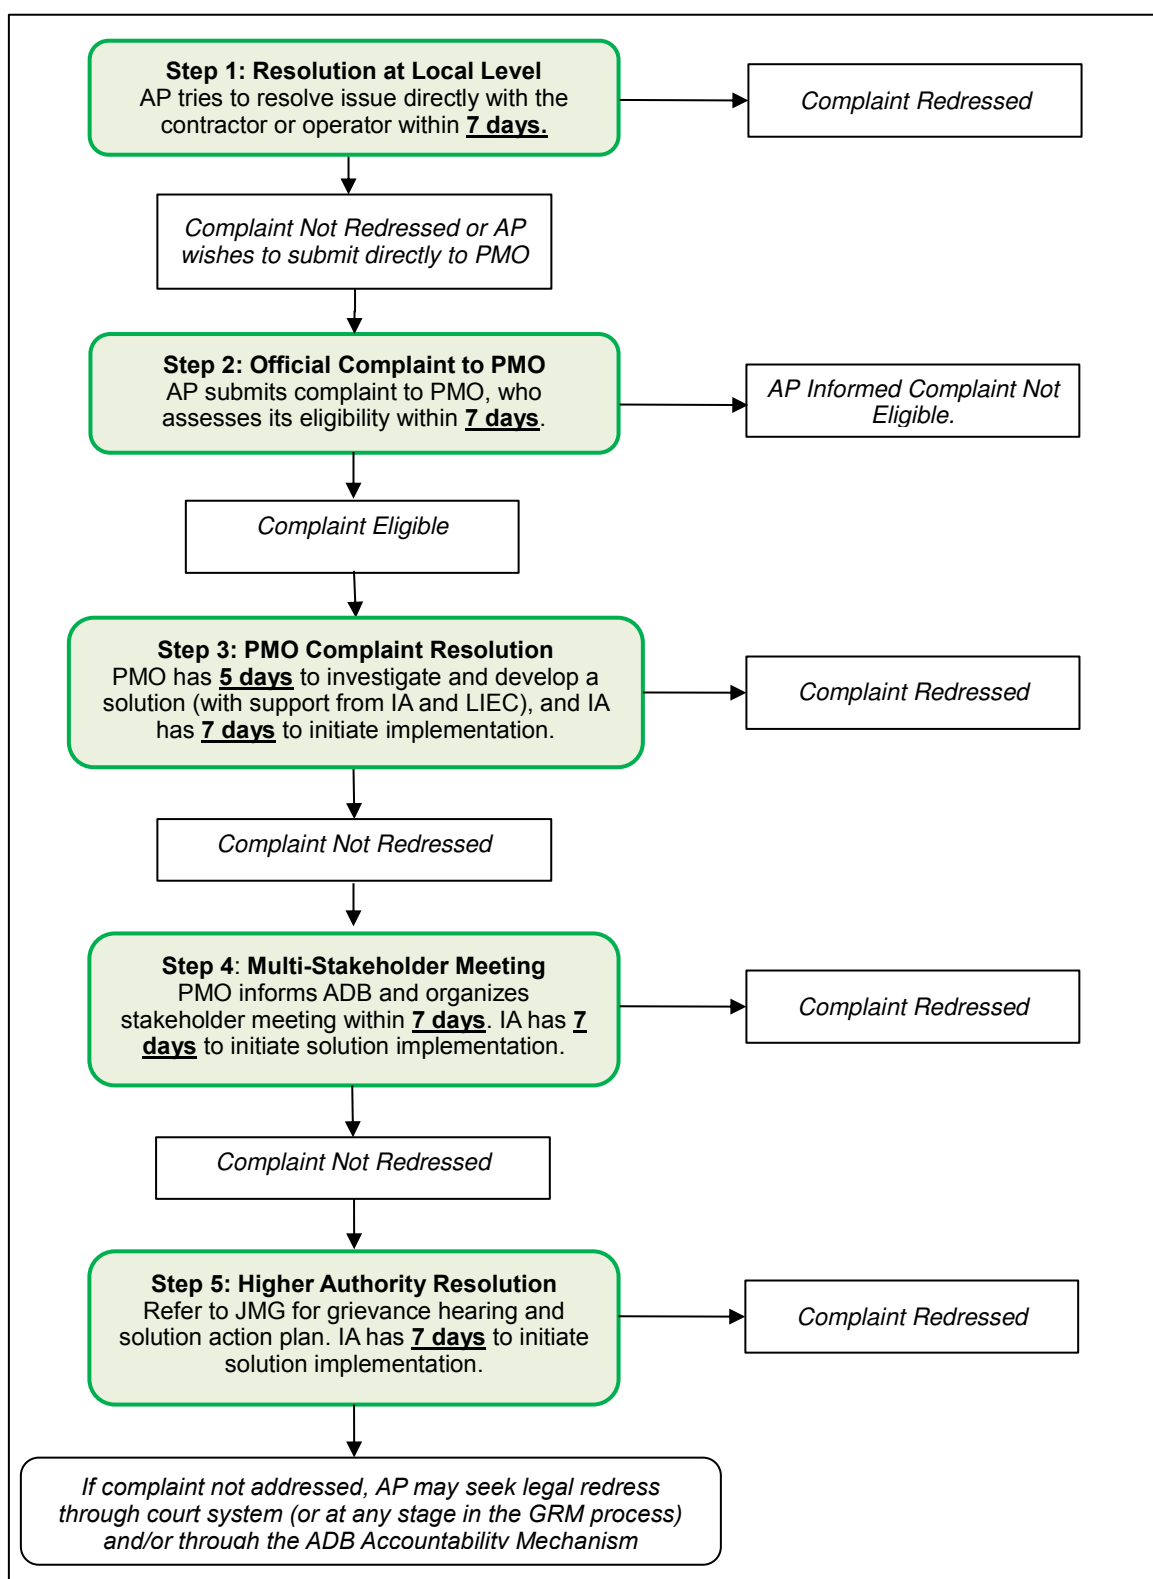 Step 1: Resolution at Local Level
AP tries to resolve issue directly with the
contractor or operator within 7 days.
Complaint Redressed
Complaint Not Redressed or AP
wishes to submit directly to PMO
Step 2: Official Complaint to PMO
AP submits complaint to PMO, who
assesses its eligibility within 7 days.
AP Informed Complaint Not
Eligible.
Complaint Eligible
Step 3: PMO Complaint Resolution
PMO has 5 days to investigate and develop a
solution (with support from IA and LIEC), and IA
has 7 days to initiate implementation.
Complaint Redressed
Complaint Not Redressed
Step 4: Multi-Stakeholder Meeting
PMO informs ADB and organizes
stakeholder meeting within 7 days. IA has 7
days to initiate solution implementation.
Complaint Redressed
Complaint Not Redressed
Step 5: Higher Authority Resolution
Refer to JMG for grievance hearing and
solution action plan. IA has 7 days to initiate
solution implementation.
Complaint Redressed
If complaint not addressed, AP may seek legal redress
through court system (or at any stage in the GRM process)
and/or through the ADB Accountability Mechanism